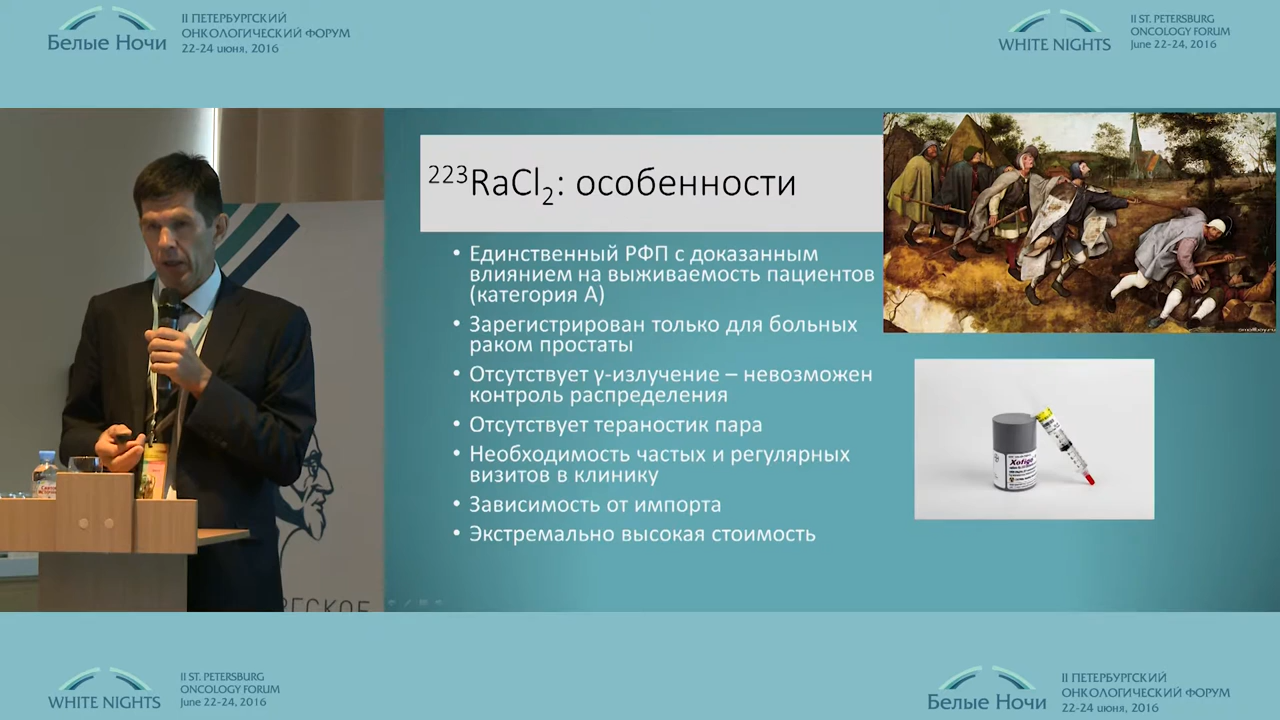 Белые Ночи
II ПЕТЕРБУРГСКИЙ
ОНКОЛОГИЧЕСКИЙ ФОРУМ
22-24 июня, 2016
WHITE NIGHTS
II ST. PETERSBURG
ONCOLOGY FORUM
June 22-24, 2016
²²³RaCl₂: особенности
• Единственный РФП с доказанным
влиянием на выживаемость пациентов
(категория А)
• Зарегистрирован только для больных
раком простаты
• Отсутствует γ-излучение – невозможен
контроль распределения
• Отсутствует тераностик пара
• Необходимость частых и регулярных
визитов в клинику
• Зависимость от импорта
• Экстремально высокая стоимость
Xofigo
WHITE NIGHTS
II ST. PETERSBURG
ONCOLOGY FORUM
June 22-24, 2016
Белые Ночи
II ПЕТЕРБУРГСКИЙ
ОНКОЛОГИЧЕСКИЙ ФОРУМ
22-24 июня, 2016